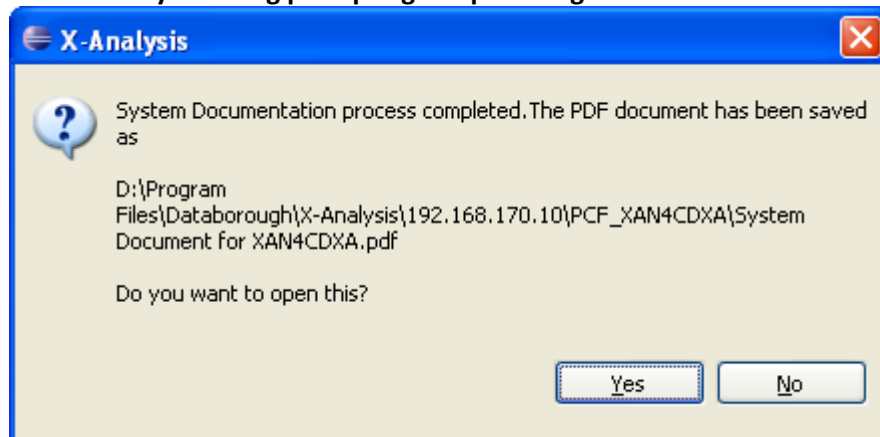 X-Analysis
System Documentation process completed.The PDF document has been saved
as
D:\Program
Files\Databorough\X-Analysis\192.168.170.10\PCF_XAN4CDXA\System
Document for XAN4CDXA.pdf
Do you want to open this?
Yes No